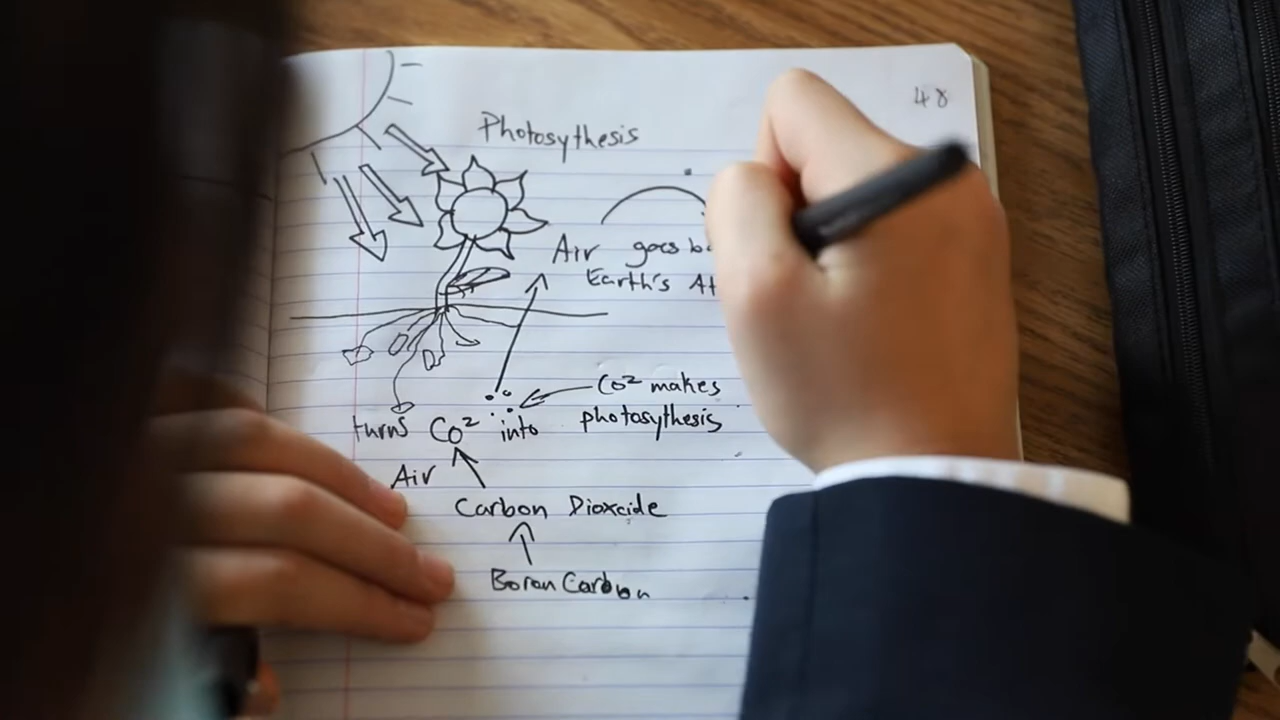 48
Photosythesis
Air goes b
Earth's At
Co² makes
photosythesis
turns Co² into
Air
Carbon Dioxcide
Boron Carbon